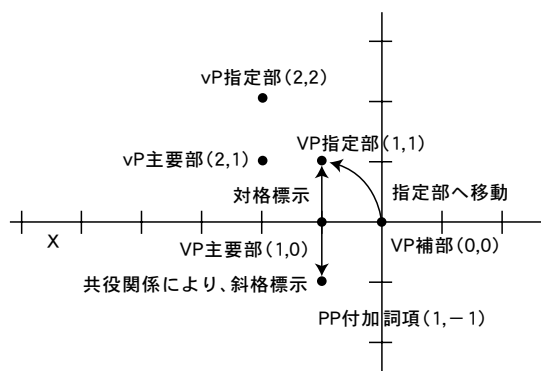 vP指定部(2,2)
VP指定部(1,1)
vP主要部(2,1)
対格標示
指定部へ移動
X
VP主要部(1,0)
VP補部(0,0)
共役関係により、斜格標示
PP付加詞項(1,−1)